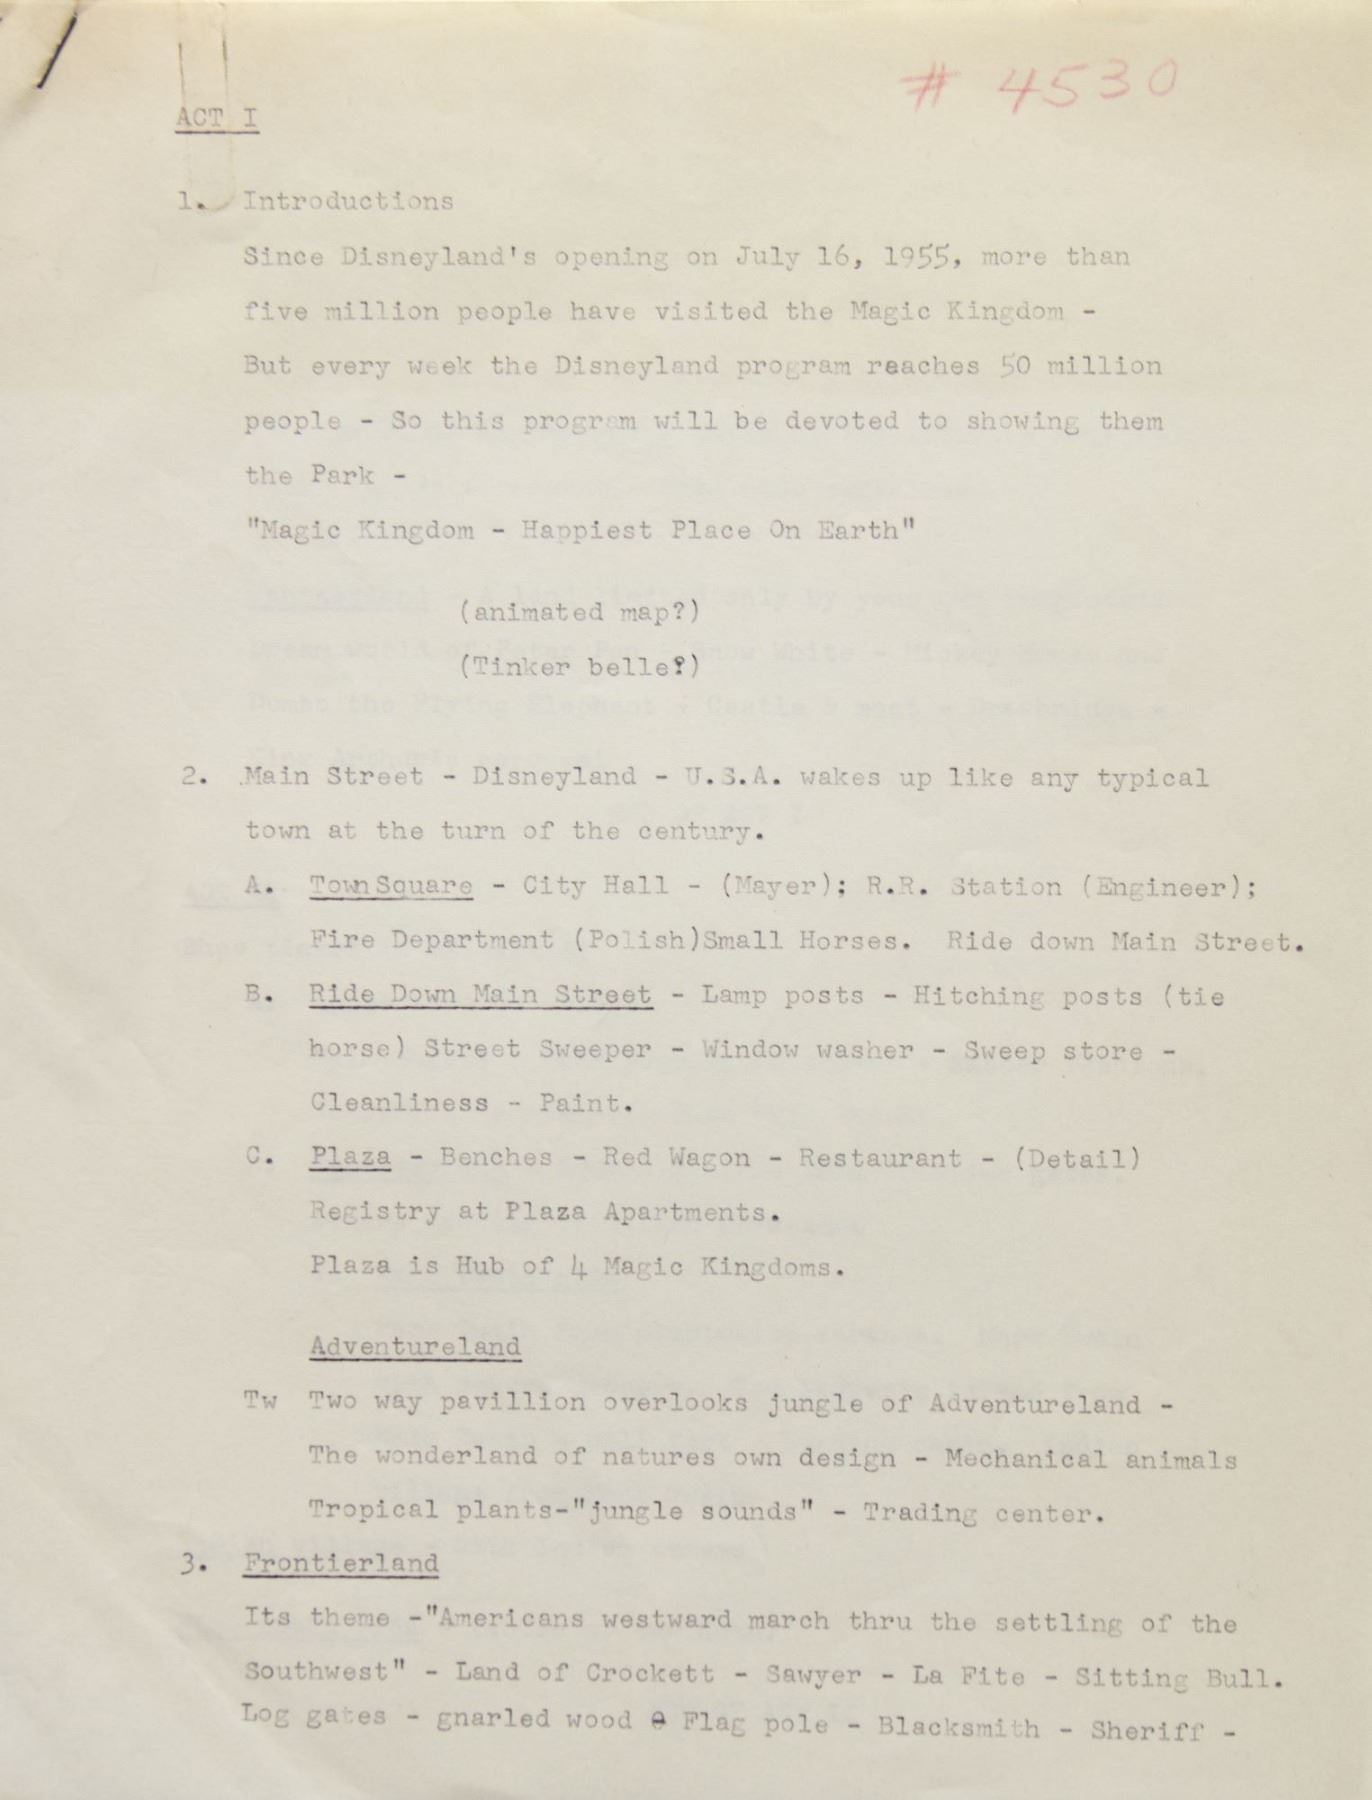 # 4530
ACT I
1. Introductions
Since Disneyland's opening on July 16, 1955, more than
five million people have visited the Magic Kingdom -
But every week the Disneyland program reaches 50 million
people - So this program will be devoted to showing them
the Park -
"Magic Kingdom - Happiest Place On Earth"
(animated map?)
(Tinker belle?)
2. Main Street - Disneyland - U.S.A. wakes up like any typical
town at the turn of the century.
A. Town Square - City Hall - (Mayer); R.R. Station (Engineer);
Fire Department (Polish)Small Horses. Ride down Main Street.
B. Ride Down Main Street - Lamp posts - Hitching posts (tie
horse) Street Sweeper - Window washer - Sweep store -
Cleanliness - Paint.
C. Plaza - Benches - Red Wagon - Restaurant - (Detail)
Registry at Plaza Apartments.
Plaza is Hub of 4 Magic Kingdoms.
Adventureland
Tw Two way pavillion overlooks jungle of Adventureland -
The wonderland of natures own design - Mechanical animals
Tropical plants-"jungle sounds" - Trading center.
3. Frontierland
Its theme -"Americans westward march thru the settling of the
Southwest" - Land of Crockett - Sawyer - La Fite - Sitting Bull.
Log gates - gnarled wood - Flag pole - Blacksmith - Sheriff -